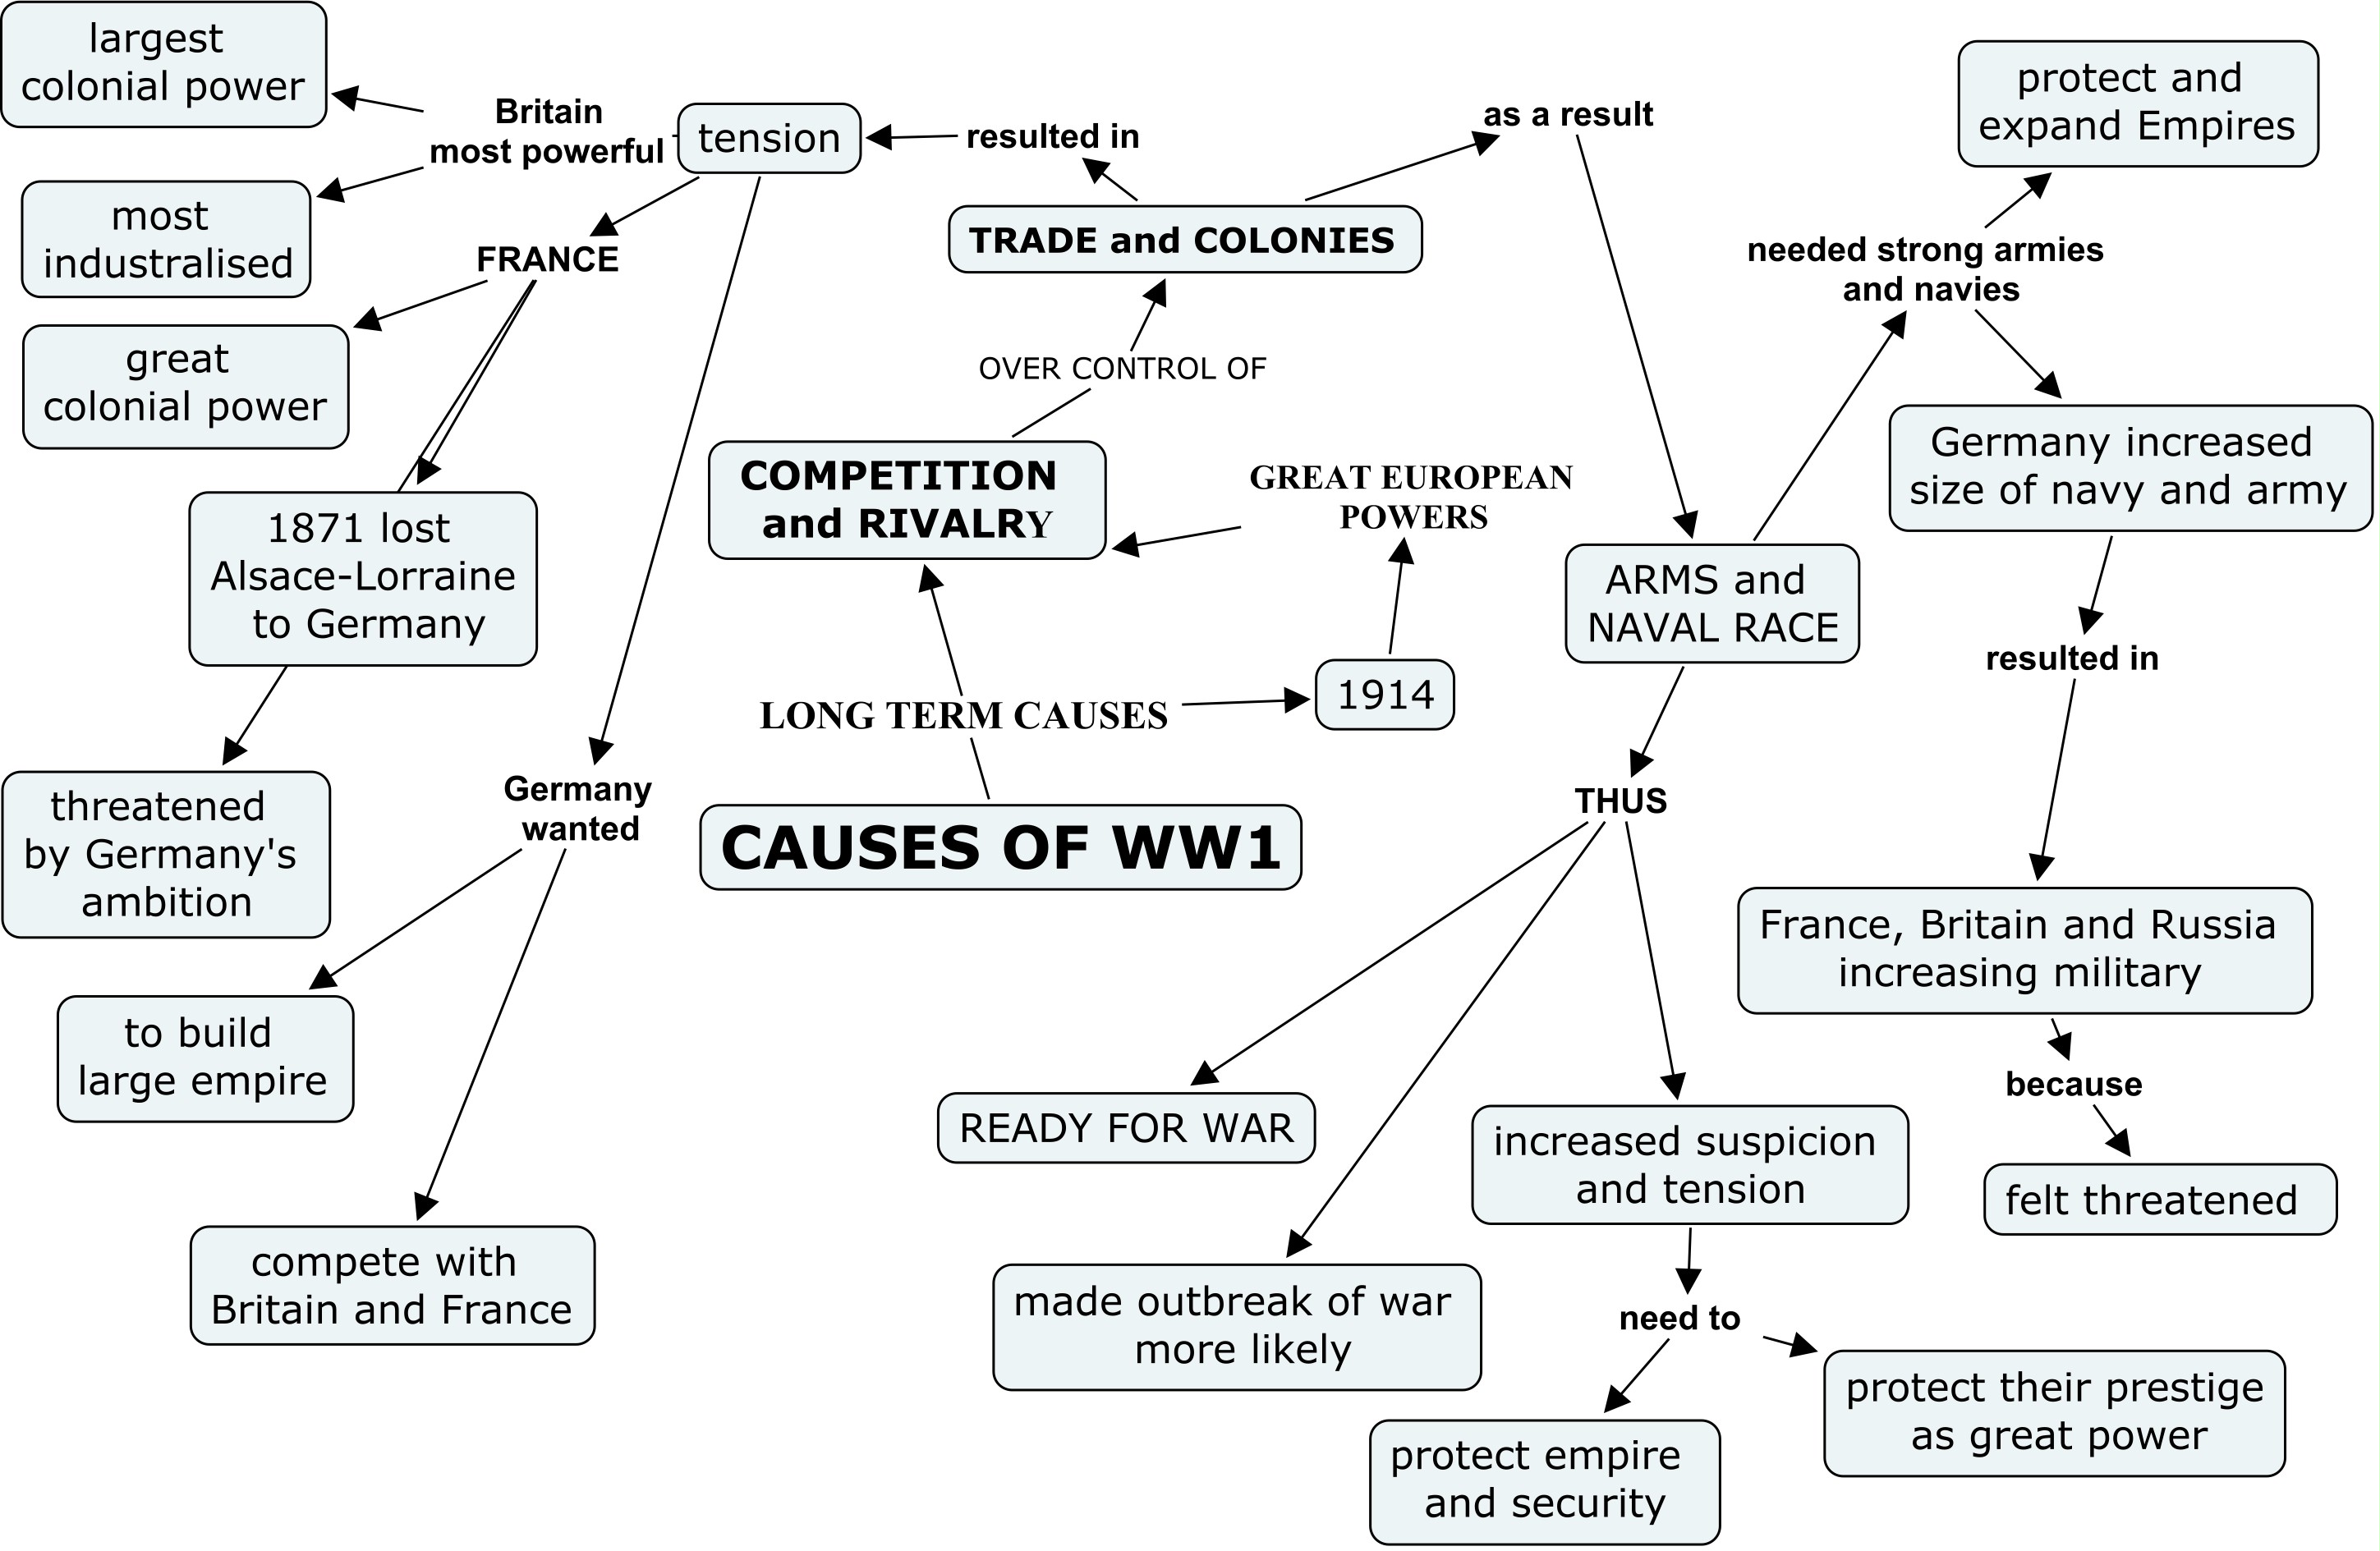 largest
colonial power
Britain
most powerful
tension
resulted in
as a result
protect and
expand Empires
most
industralised
FRANCE
TRADE and COLONIES
needed strong armies
and navies
great
colonial power
OVER CONTROL OF
COMPETITION
and RIVALRY
GREAT EUROPEAN
POWERS
Germany increased
size of navy and army
1871 lost
Alsace-Lorraine
to Germany
ARMS and
NAVAL RACE
resulted in
LONG TERM CAUSES
1914
threatened
by Germany's
ambition
Germany
wanted
CAUSES OF WW1
THUS
France, Britain and Russia
increasing military
to build
large empire
READY FOR WAR
increased suspicion
and tension
because
felt threatened
compete with
Britain and France
made outbreak of war
more likely
need to
protect their prestige
as great power
protect empire
and security